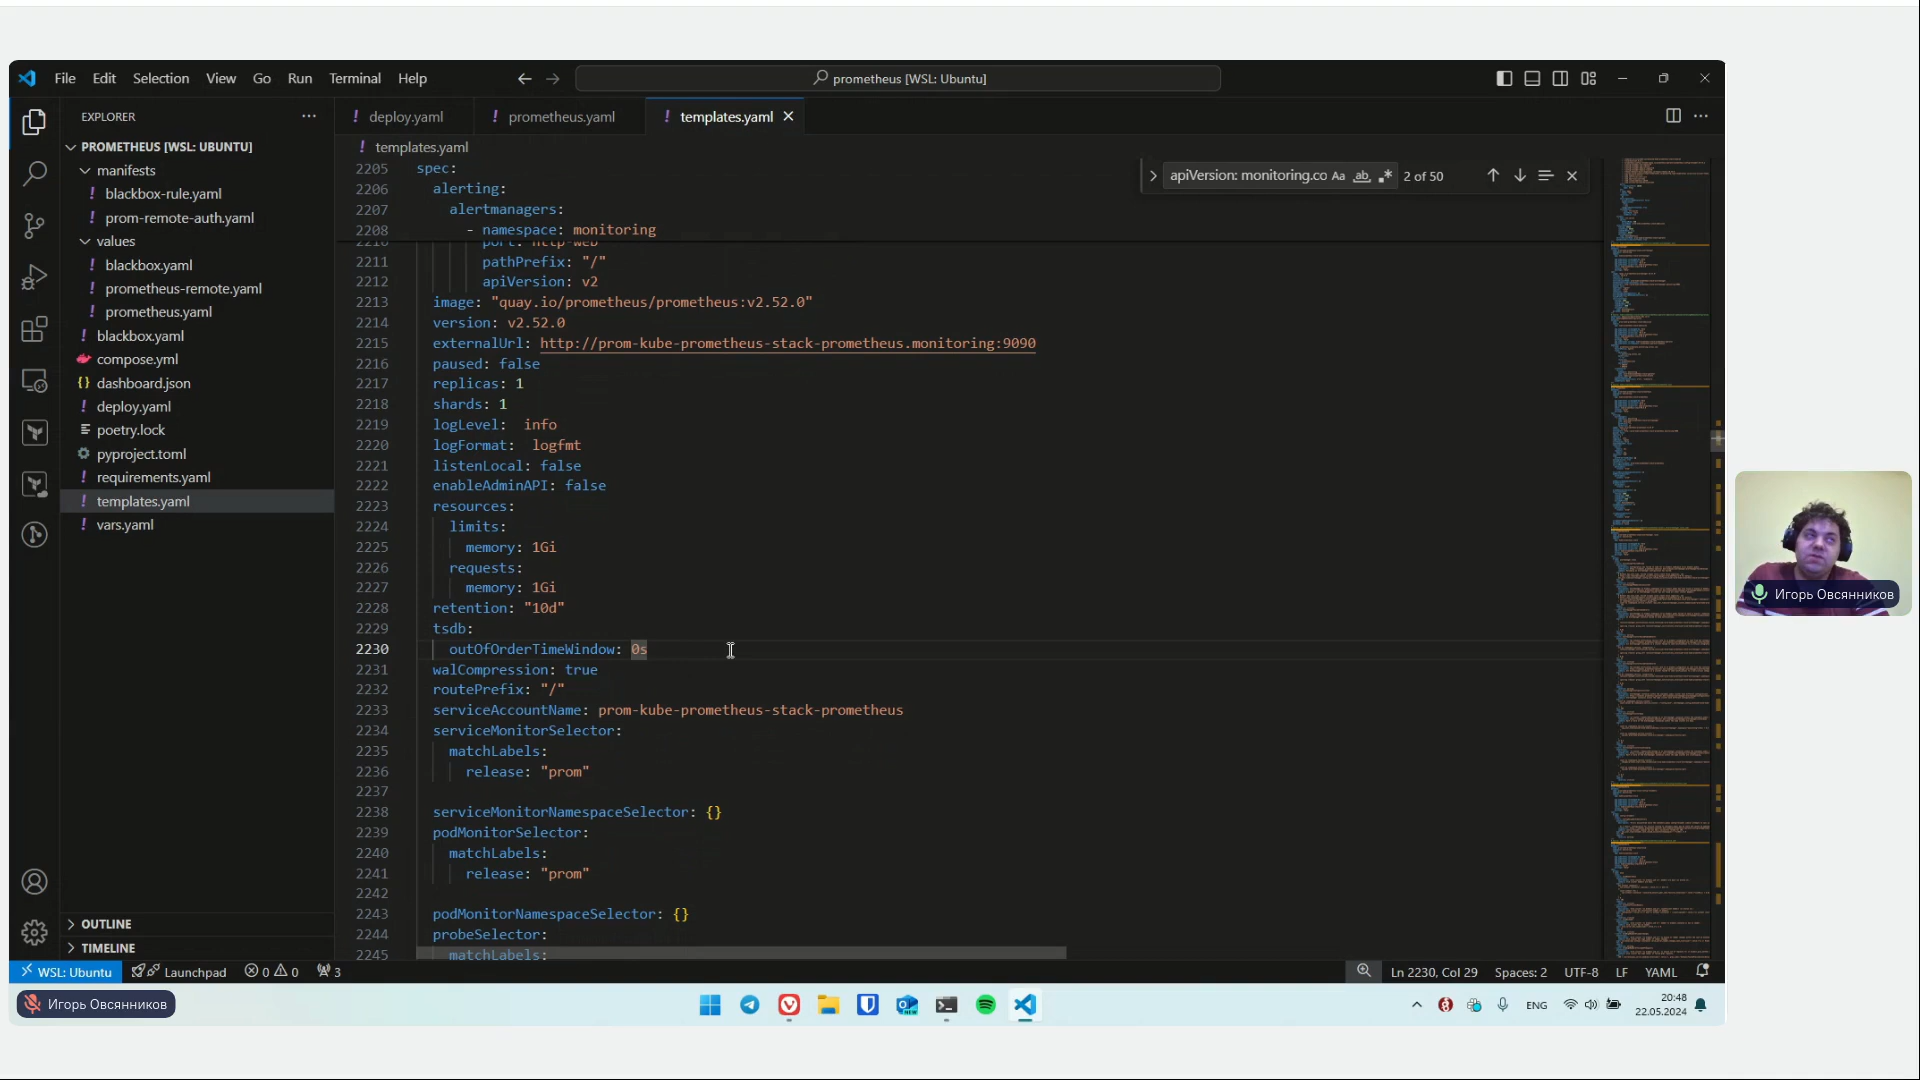 File Edit Selection View Go Run Terminal Help
prometheus [WSL: Ubuntu]
EXPLORER
PROMETHEUS [WSL: UBUNTU]
manifests
blackbox-rule.yaml
prom-remote-auth.yaml
values
blackbox.yaml
prometheus-remote.yaml
prometheus.yaml
blackbox.yaml
compose.yml
dashboard.json
deploy.yaml
poetry.lock
pyproject.toml
requirements.yaml
templates.yaml
vars.yaml
OUTLINE
TIMELINE
deploy.yaml
prometheus.yaml
templates.yaml
templates.yaml
apiVersion: monitoring.co
2 of 50
2205 spec:
2206 alerting:
2207 alertmanagers:
2208 - namespace: monitoring
2210 port: http-web
2211 pathPrefix: "/"
2212 apiVersion: v2
2213 image: "quay.io/prometheus/prometheus:v2.52.0"
2214 version: v2.52.0
2215 externalUrl: http://prom-kube-prometheus-stack-prometheus.monitoring:9090
2216 paused: false
2217 replicas: 1
2218 shards: 1
2219 logLevel: info
2220 logFormat: logfmt
2221 listenLocal: false
2222 enableAdminAPI: false
2223 resources:
2224 limits:
2225 memory: 1Gi
2226 requests:
2227 memory: 1Gi
2228 retention: "10d"
2229 tsdb:
2230 outOfOrderTimeWindow: 0s
2231 walCompression: true
2232 routePrefix: "/"
2233 serviceAccountName: prom-kube-prometheus-stack-prometheus
2234 serviceMonitorSelector:
2235 matchLabels:
2236 release: "prom"
2237
2238 serviceMonitorNamespaceSelector: {}
2239 podMonitorSelector:
2240 matchLabels:
2241 release: "prom"
2242
2243 podMonitorNamespaceSelector: {}
2244 probeSelector:
2245 matchLabels:
WSL: Ubuntu
Launchpad
0 0
3
Ln 2230, Col 29
Spaces: 2
UTF-8
LF
YAML
Игорь Овсянников
Игорь Овсянников
ENG
20:48
22.05.2024